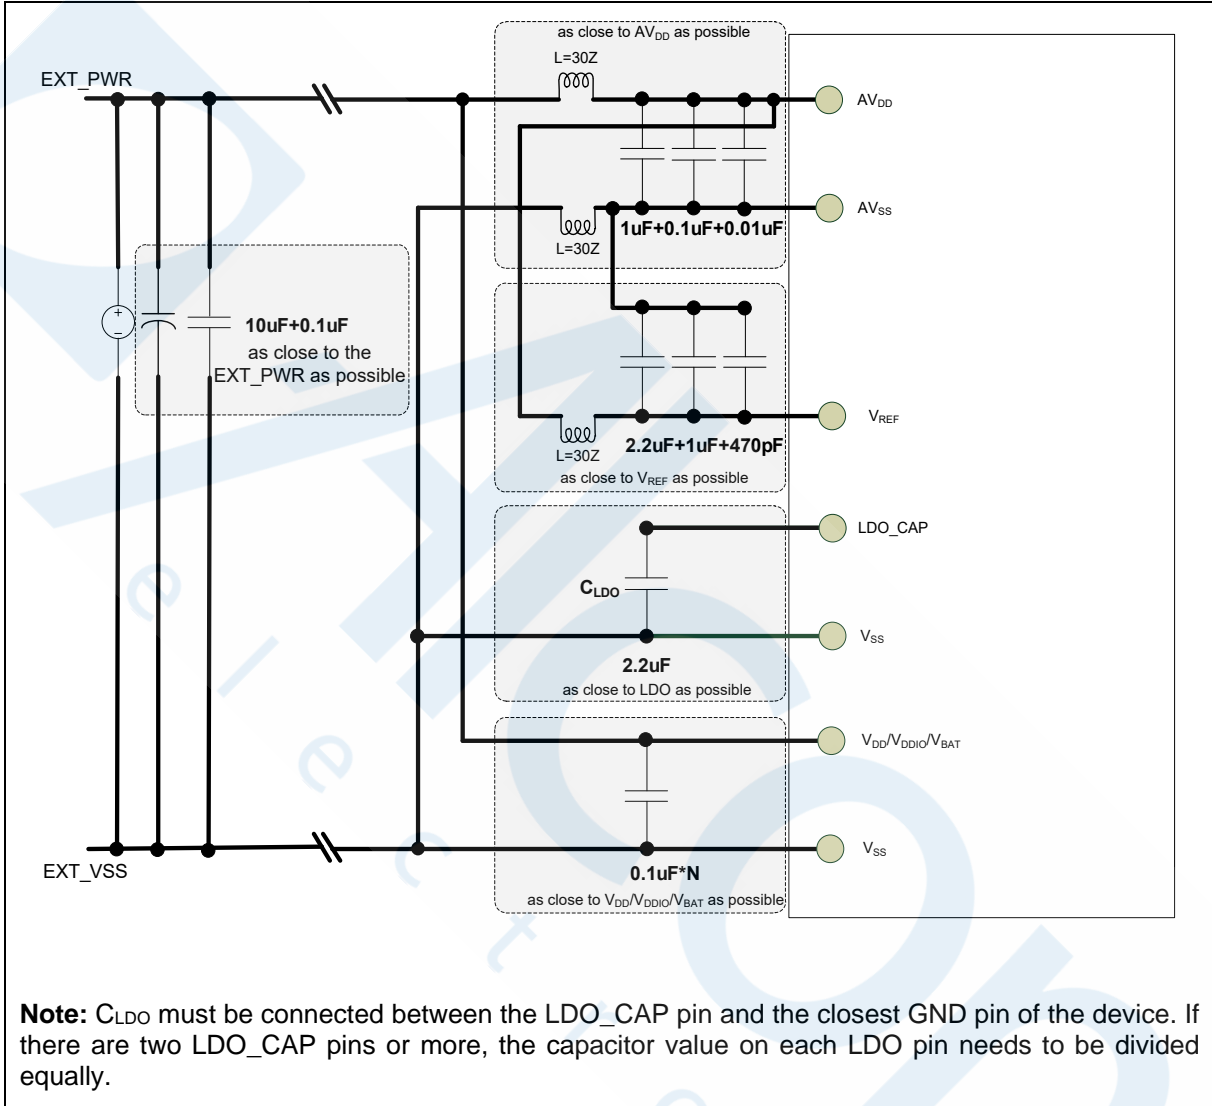 as close to AVDD as possible
L=30Z
EXT_PWR
AVDD
AVSS
1uF+0.1uF+0.01uF
L=30Z
+
−
10uF+0.1uF
as close to the
EXT_PWR as possible
VREF
2.2uF+1uF+470pF
L=30Z
as close to VREF as possible
LDO_CAP
CLDO
VSS
2.2uF
as close to LDO as possible
VDD/VDDIO/VBAT
VSS
EXT_VSS
0.1uF*N
as close to VDD/VDDIO/VBAT as possible
Note: CLDO must be connected between the LDO_CAP pin and the closest GND pin of the device. If
there are two LDO_CAP pins or more, the capacitor value on each LDO pin needs to be divided
equally.